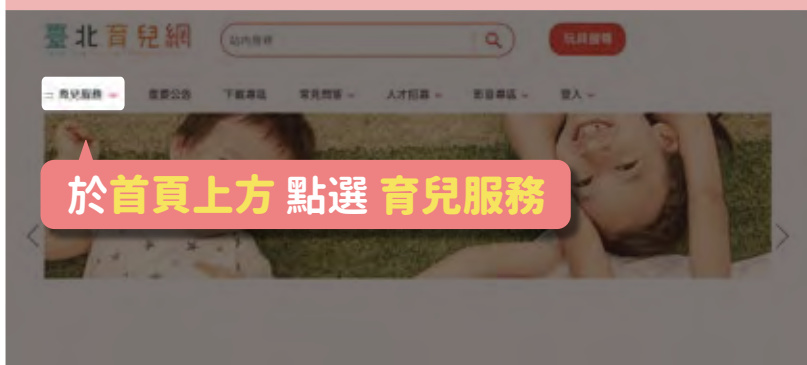 臺北育兒網 站內搜尋 玩具搜尋
育兒服務 重要公告 下載專區 常見問答 人才招募 影音專區 登入
於首頁上方 點選 育兒服務